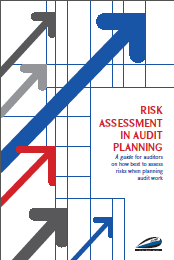 RISK
ASSESSMENT
IN AUDIT
PLANNING
A guide for auditors
on how best to assess
risks when planning
audit work